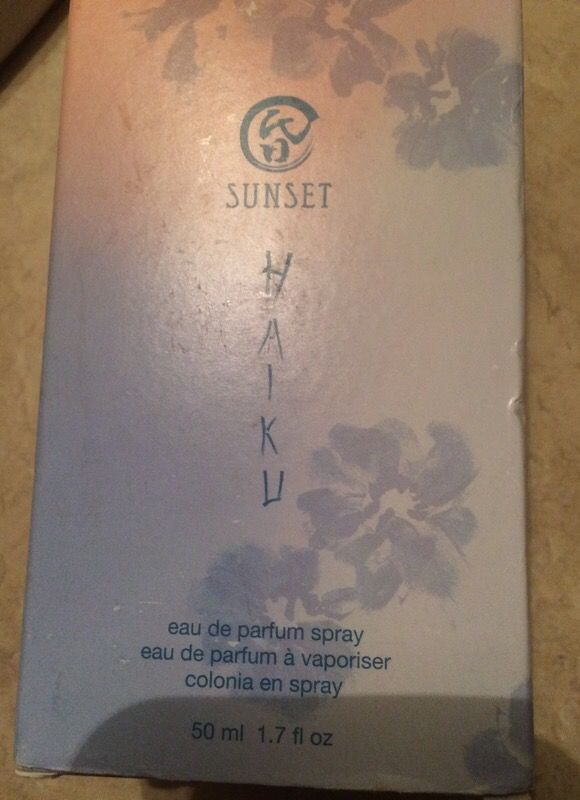 昏
SUNSET
HAIKU
eau de parfum spray
eau de parfum à vaporiser
colonia en spray
50 ml 1.7 fl oz